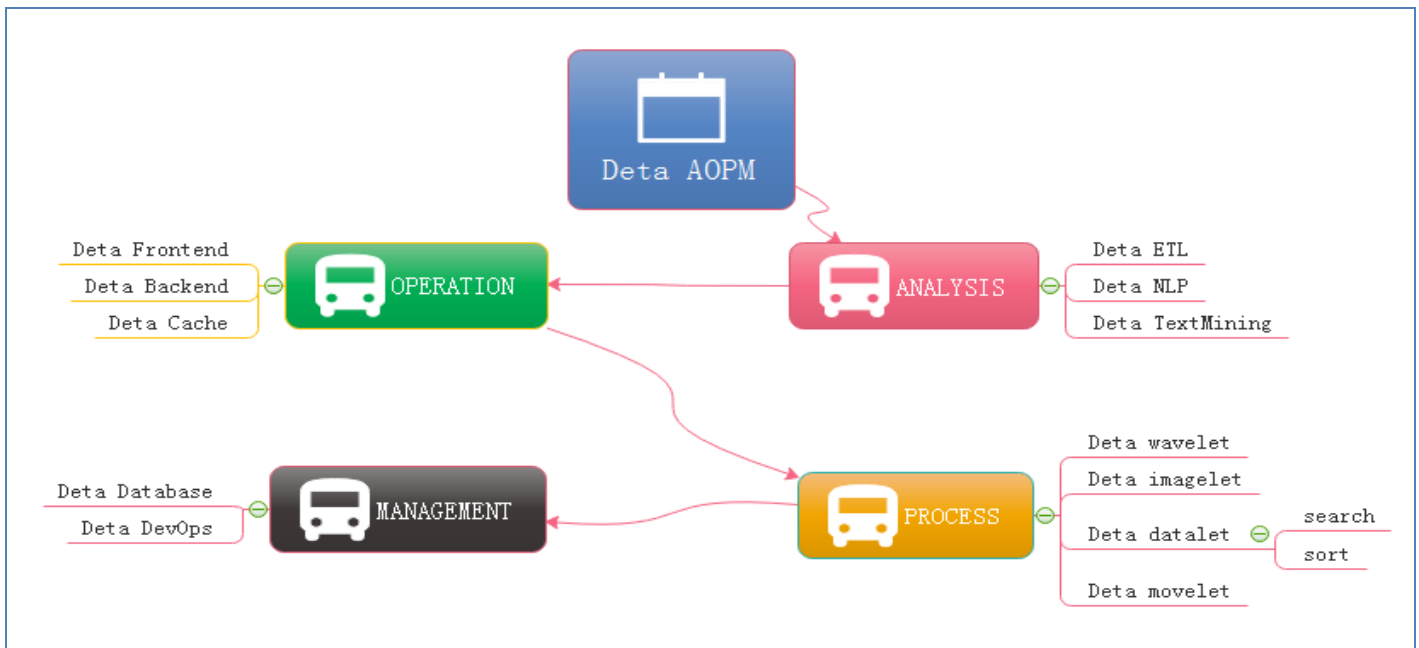 Deta AOPM
Deta Frontend
Deta Backend
Deta Cache
OPERATION
ANALYSIS
Deta ETL
Deta NLP
Deta TextMining
Deta Database
Deta DevOps
MANAGEMENT
PROCESS
Deta wavelet
Deta imagelet
Deta datalet
search
sort
Deta movelet